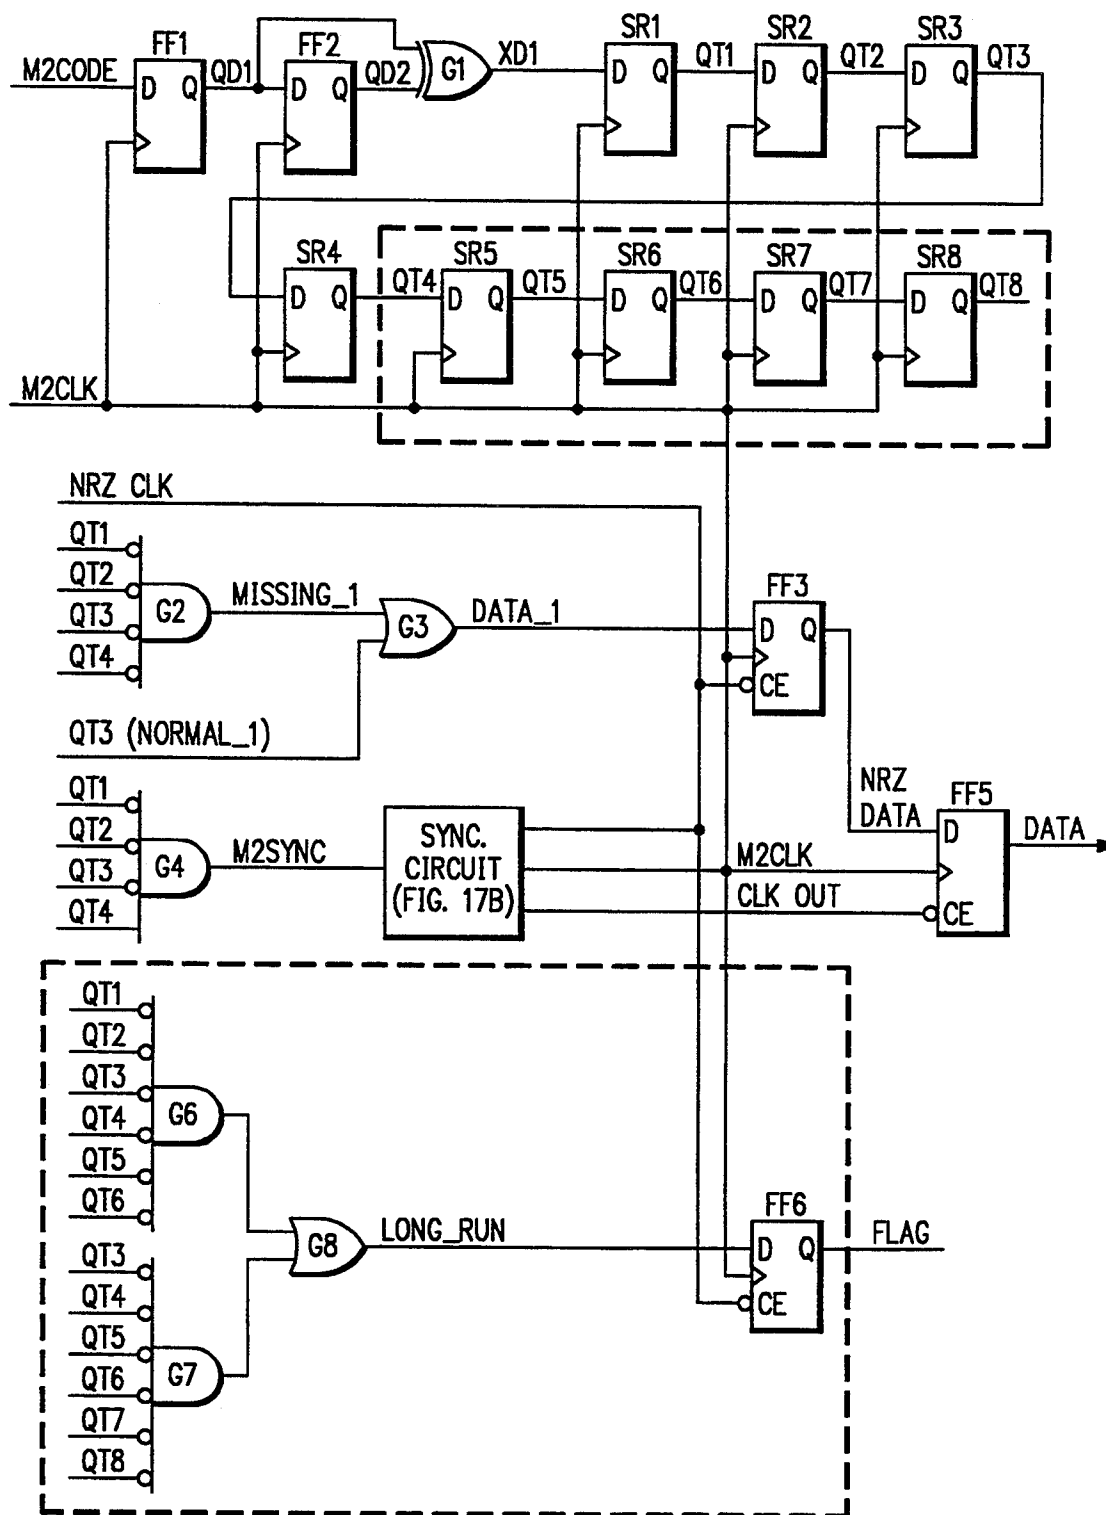 FF1
FF2
SR1
SR2
SR3
M2CODE
D Q
QD1
D Q
QD2
G1
XD1
D Q
QT1
D Q
QT2
D Q
QT3
SR4
SR5
SR6
SR7
SR8
D Q
QT4
D Q
QT5
D Q
QT6
D Q
QT7
D Q
QT8
M2CLK
NRZ CLK
QT1
QT2
QT3
QT4
G2
MISSING_1
G3
DATA_1
FF3
D Q
CE
QT3 (NORMAL_1)
QT1
QT2
QT3
QT4
G4
M2SYNC
SYNC.
CIRCUIT
(FIG. 17B)
M2CLK
CLK OUT
NRZ
DATA
FF5
D
CE
DATA
QT1
QT2
QT3
QT4
QT5
QT6
G6
QT3
QT4
QT5
QT6
QT7
QT8
G7
G8
LONG_RUN
FF6
D Q
CE
FLAG